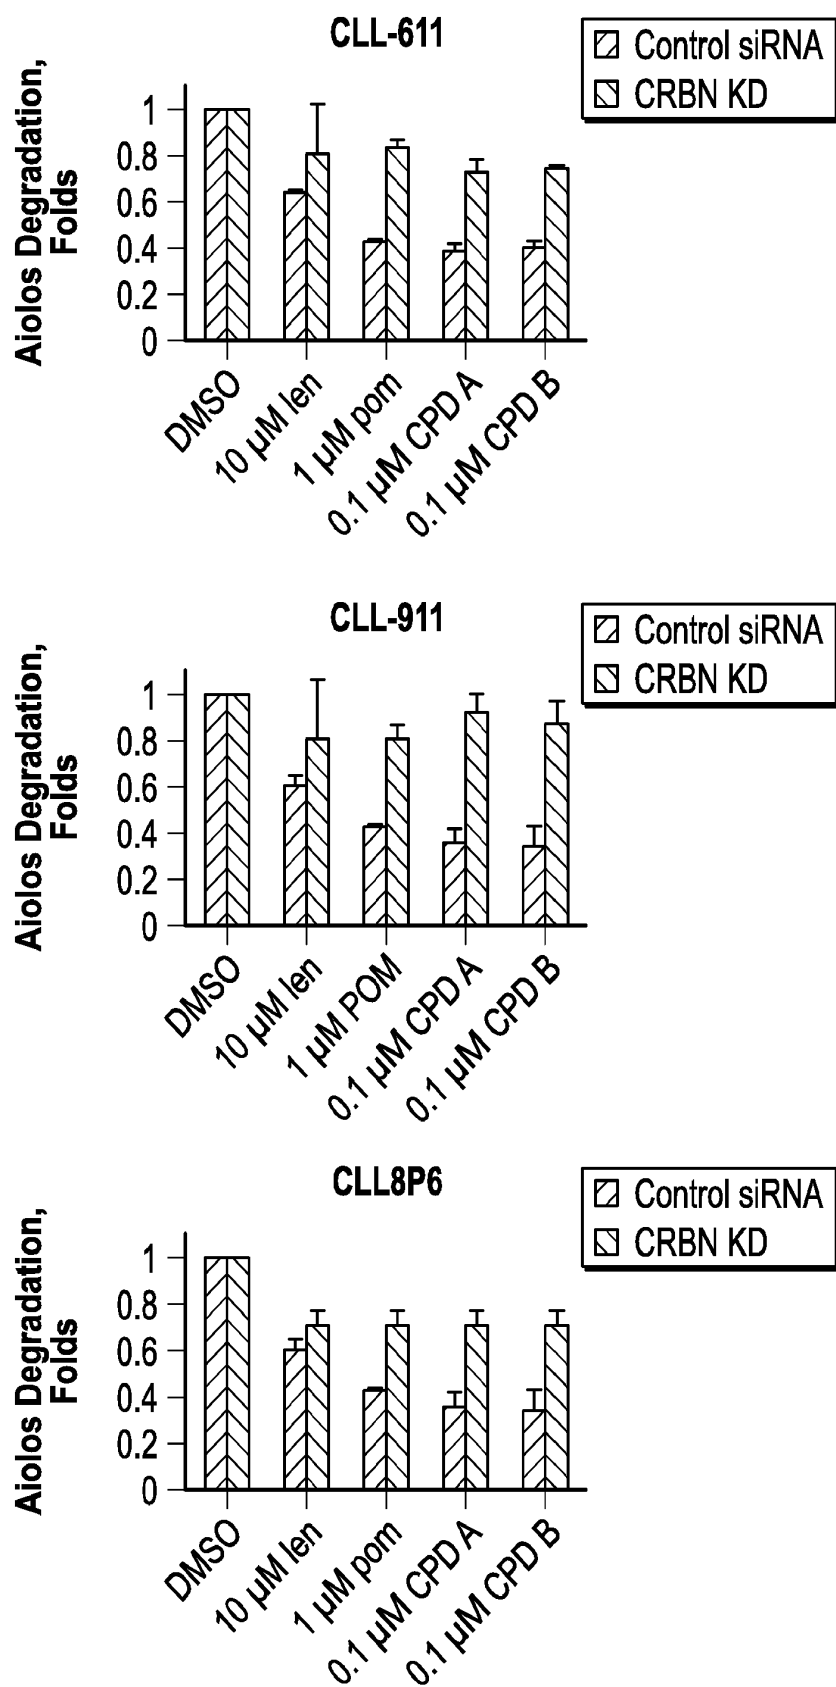 CLL-611
Control siRNA
CRBN KD
Aiolos Degradation,
Folds
1
0.8
0.6
0.4
0.2
0
DMSO
10 µM len
1 µM pom
0.1 µM CPD A
0.1 µM CPD B
CLL-911
Control siRNA
CRBN KD
Aiolos Degradation,
Folds
1
0.8
0.6
0.4
0.2
0
DMSO
10 µM len
1 µM POM
0.1 µM CPD A
0.1 µM CPD B
CLL8P6
Control siRNA
CRBN KD
Aiolos Degradation,
Folds
1
0.8
0.6
0.4
0.2
0
DMSO
10 µM len
1 µM pom
0.1 µM CPD A
0.1 µM CPD B